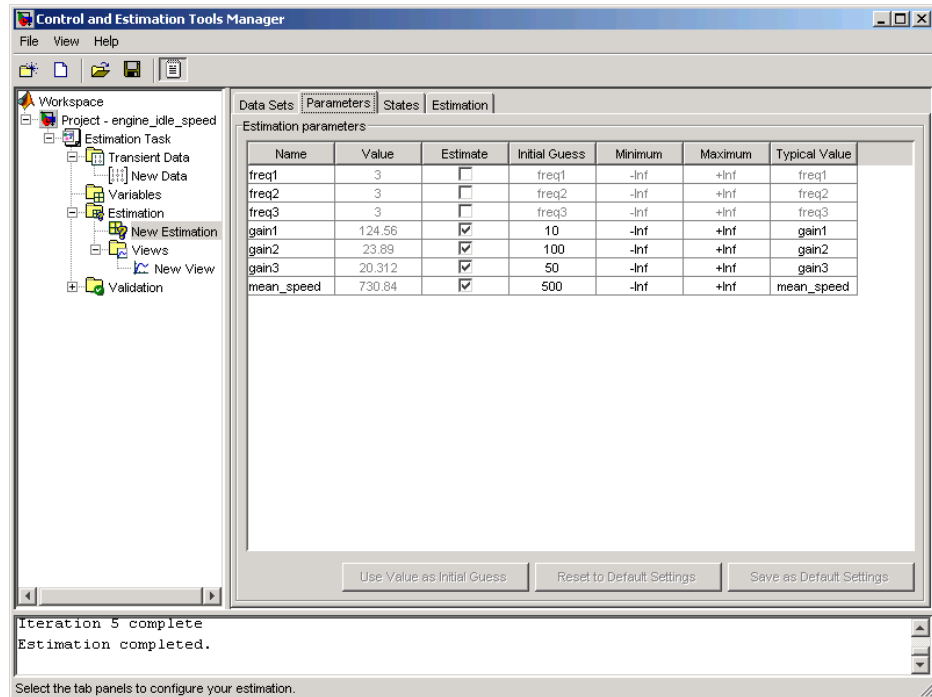 Control and Estimation Tools Manager
File View Help
Workspace
Project - engine_idle_speed
Estimation Task
Transient Data
New Data
Variables
Estimation
New Estimation
Views
New View
Validation
Data Sets Parameters States Estimation
Estimation parameters
Name Value Estimate Initial Guess Minimum Maximum Typical Value
freq1 3 freq1 -Inf +Inf freq1
freq2 3 freq2 -Inf +Inf freq2
freq3 3 freq3 -Inf +Inf freq3
gain1 124.56 10 -Inf +Inf gain1
gain2 23.89 100 -Inf +Inf gain2
gain3 20.312 50 -Inf +Inf gain3
mean_speed 730.84 500 -Inf +Inf mean_speed
Use Value as Initial Guess Reset to Default Settings Save as Default Settings
Iteration 5 complete
Estimation completed.
Select the tab panels to configure your estimation.